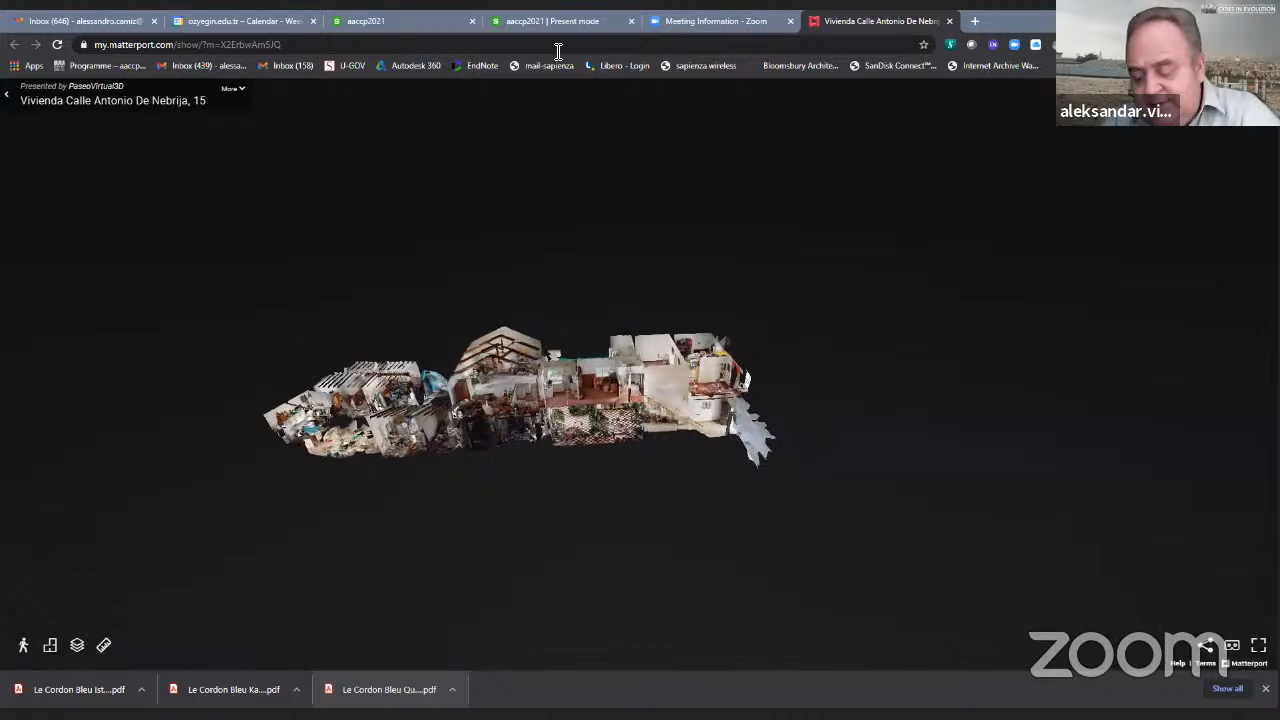 Inbox (646) - alessandro.camiz@
ozyegin.edu.tr – Calendar - Wee
aaccp2021
aaccp2021 | Present mode
Meeting Information - Zoom
Vivienda Calle Antonio De Nebrij
my.matterport.com/show/?m=X2ErbwAm5JQ
Apps
Programme – aaccp...
Inbox (439) - alessa...
Inbox (158)
U-GOV
Autodesk 360
EndNote
mail-sapienza
Libero - Login
sapienza wireless
Bloomsbury Archite...
SanDisk Connect™...
Internet Archive Wa...
CITIES IN EVOLUTION
aleksandar.vi...
Presented by PaseoVirtual3D
More
Vivienda Calle Antonio De Nebrija, 15
zoom
Help | Terms Matterport
Le Cordon Bleu Ist....pdf
Le Cordon Bleu Ka....pdf
Le Cordon Bleu Qu....pdf
Show all